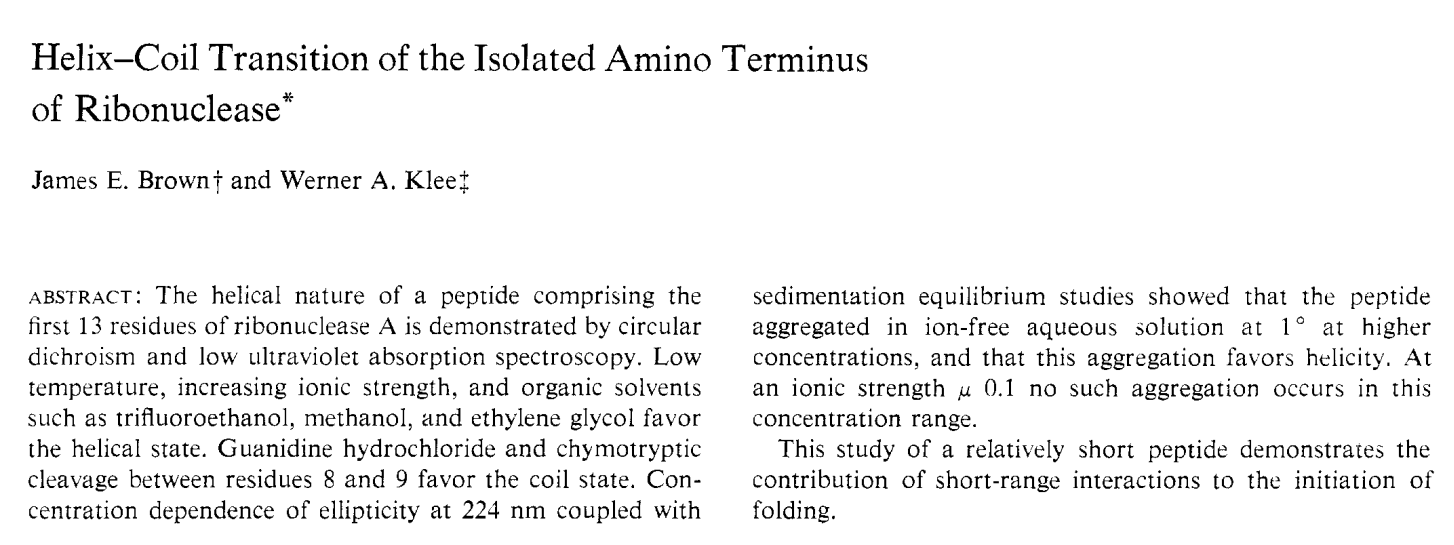 Helix–Coil Transition of the Isolated Amino Terminus
of Ribonuclease*
James E. Brown† and Werner A. Klee‡
ABSTRACT: The helical nature of a peptide comprising the
first 13 residues of ribonuclease A is demonstrated by circular
dichroism and low ultraviolet absorption spectroscopy. Low
temperature, increasing ionic strength, and organic solvents
such as trifluoroethanol, methanol, and ethylene glycol favor
the helical state. Guanidine hydrochloride and chymotryptic
cleavage between residues 8 and 9 favor the coil state. Con-
centration dependence of ellipticity at 224 nm coupled with
sedimentation equilibrium studies showed that the peptide
aggregated in ion-free aqueous solution at 1° at higher
concentrations, and that this aggregation favors helicity. At
an ionic strength μ 0.1 no such aggregation occurs in this
concentration range.
This study of a relatively short peptide demonstrates the
contribution of short-range interactions to the initiation of
folding.